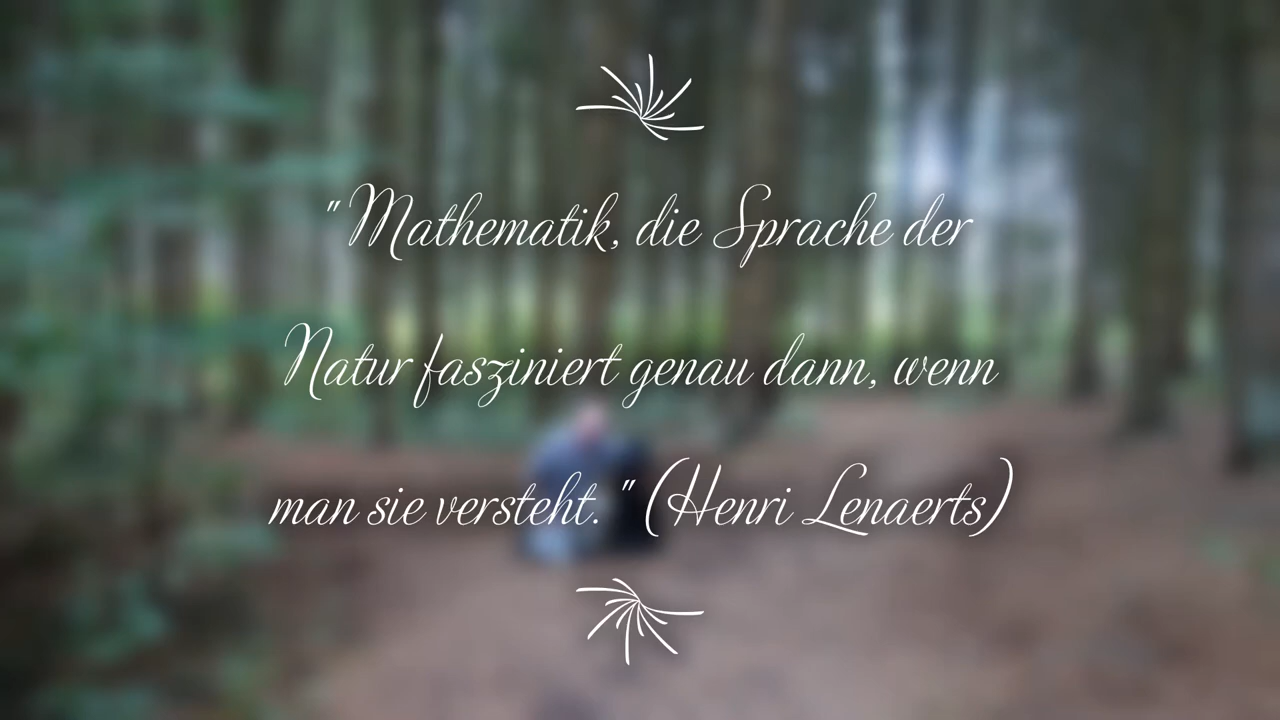 "Mathematik, die Sprache der
Natur fasziniert genau dann, wenn
man sie versteht." (Henri Lenaerts)